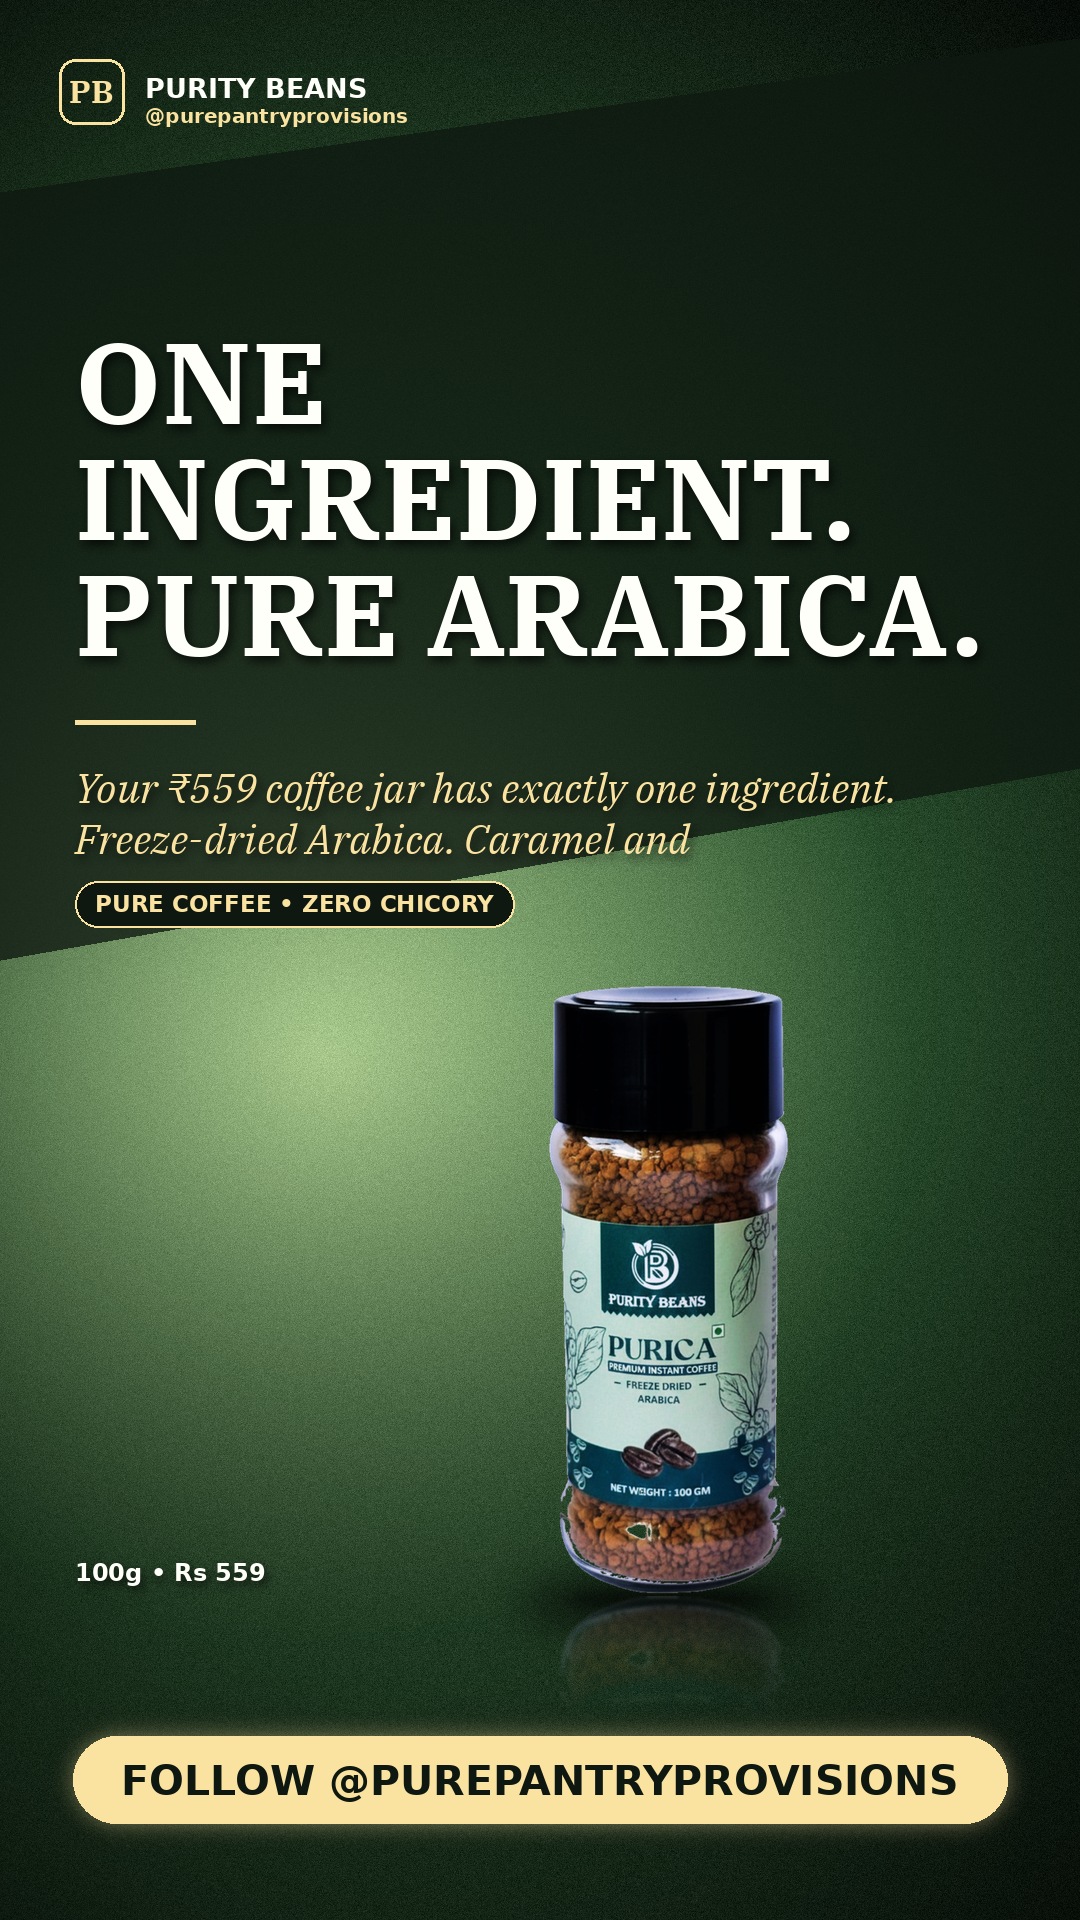 PB
PURITY BEANS
@purepantryprovisions
ONE
INGREDIENT.
PURE ARABICA.
Your ₹559 coffee jar has exactly one ingredient.
Freeze-dried Arabica. Caramel and
PURE COFFEE • ZERO CHICORY
PURITY BEANS
PURICA
PREMIUM INSTANT COFFEE
– FREEZE DRIED –
ARABICA
NET WEIGHT : 100 GM
100g • Rs 559
FOLLOW @PUREPANTRYPROVISIONS